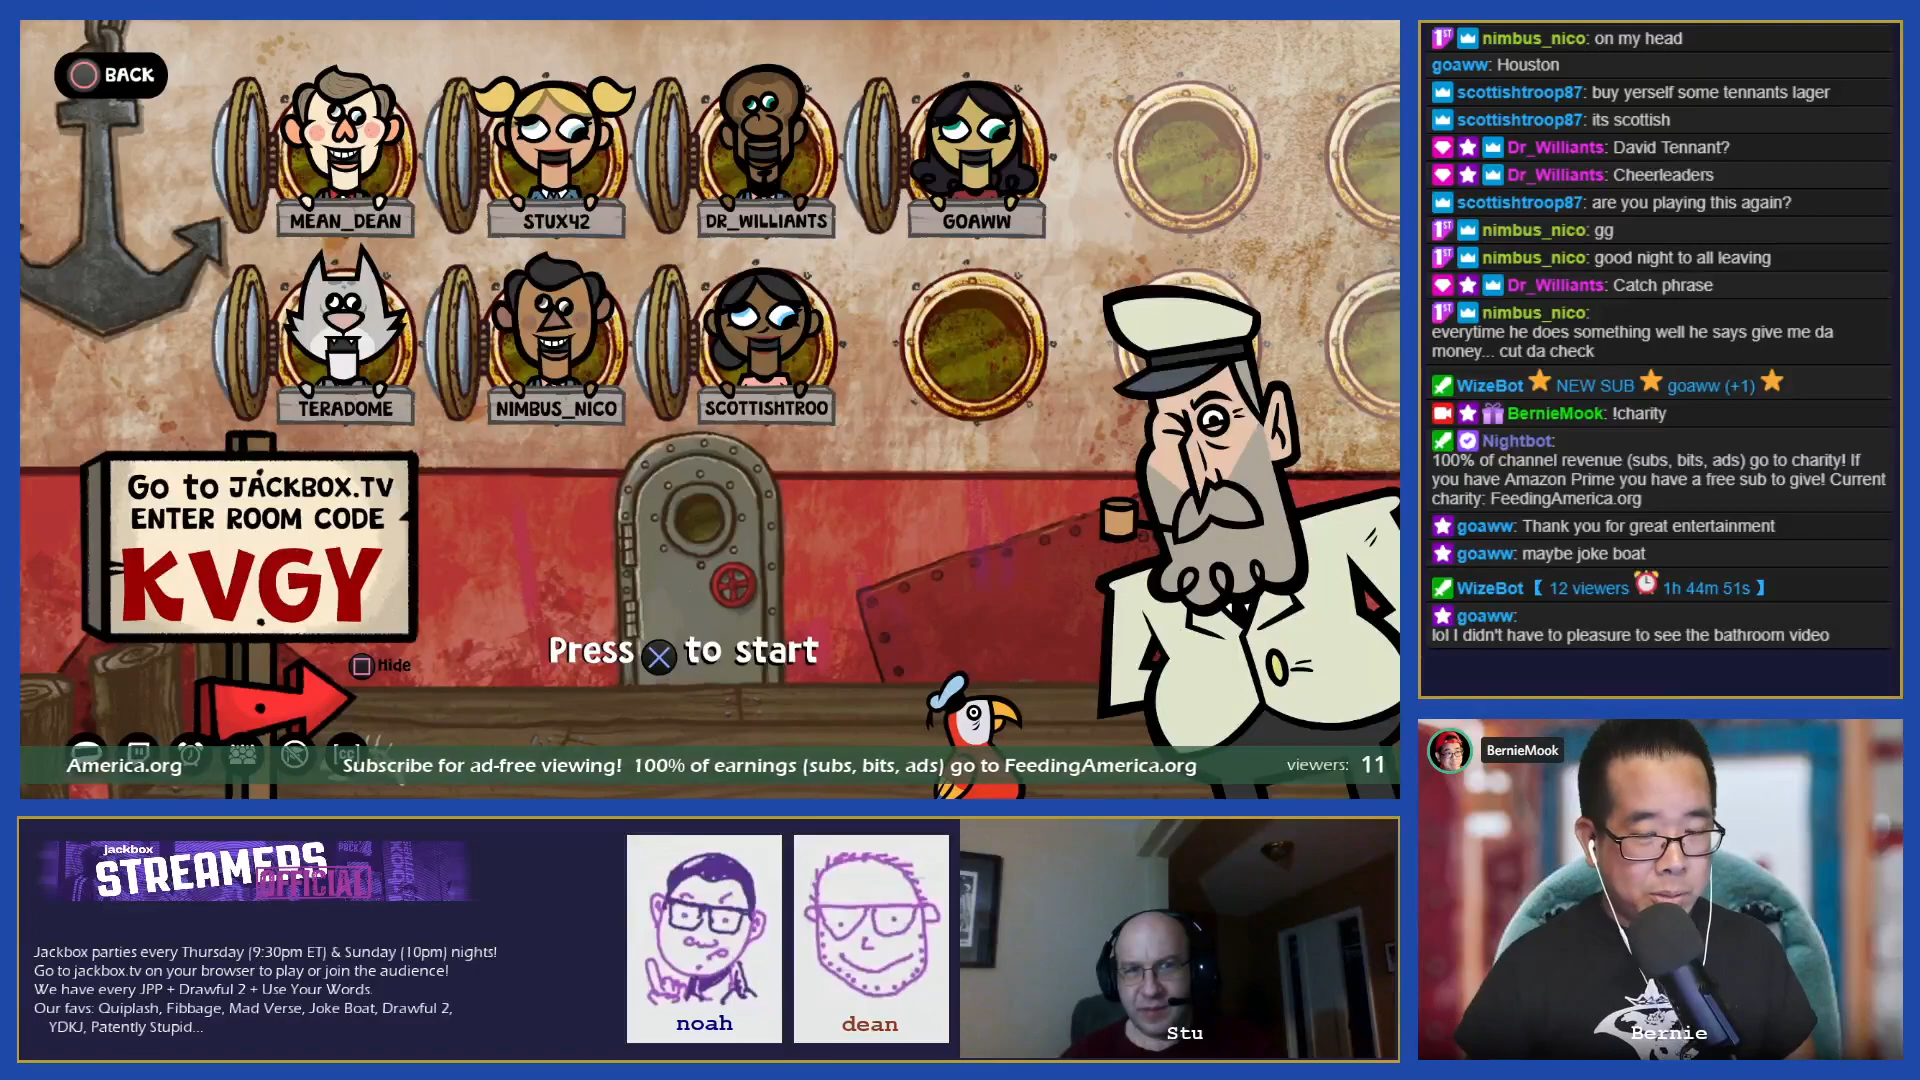 BACK
MEAN_DEAN
STUX42
DR_WILLIANTS
GOAWW
TERADOME
NIMBUS_NICO
SCOTTISHTROO
Go to JACKBOX.TV
ENTER ROOM CODE
KVGY
Hide
Press X to start
America.org
Subscribe for ad-free viewing! 100% of earnings (subs, bits, ads) go to FeedingAmerica.org
viewers: 11
1ST nimbus_nico: on my head
goaww: Houston
scottishtroop87: buy yerself some tennants lager
scottishtroop87: its scottish
Dr_Williants: David Tennant?
Dr_Williants: Cheerleaders
scottishtroop87: are you playing this again?
1ST nimbus_nico: gg
1ST nimbus_nico: good night to all leaving
Dr_Williants: Catch phrase
1ST nimbus_nico:
everytime he does something well he says give me da
money... cut da check
WizeBot NEW SUB goaww (+1)
BernieMook: !charity
Nightbot:
100% of channel revenue (subs, bits, ads) go to charity! If
you have Amazon Prime you have a free sub to give! Current
charity: FeedingAmerica.org
goaww: Thank you for great entertainment
goaww: maybe joke boat
WizeBot 【 12 viewers 1h 44m 51s 】
goaww:
lol I didn't have to pleasure to see the bathroom video
jackbox
STREAMERS
OFFICIAL
Jackbox parties every Thursday (9:30pm ET) & Sunday (10pm) nights!
Go to jackbox.tv on your browser to play or join the audience!
We have every JPP + Drawful 2 + Use Your Words.
Our favs: Quiplash, Fibbage, Mad Verse, Joke Boat, Drawful 2,
YDKJ, Patently Stupid...
noah
dean
Stu
BernieMook
Bernie